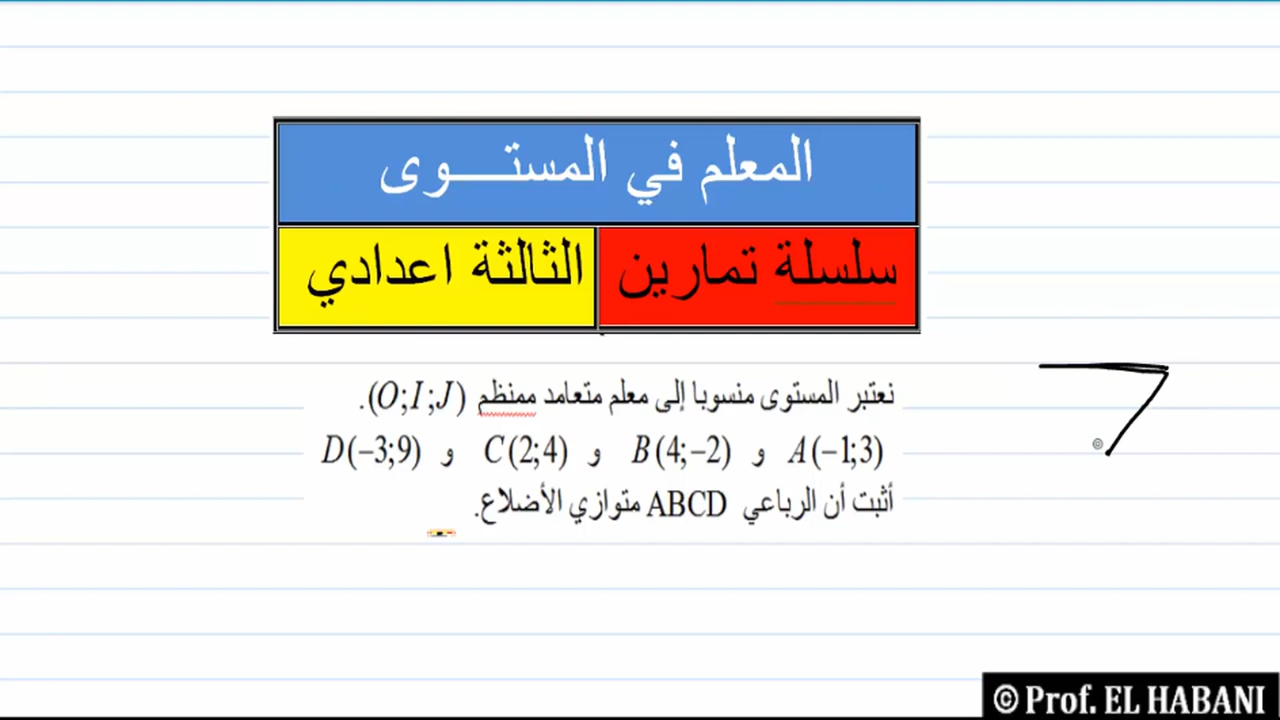 المعلم في المستـــوى
سلسلة تمارين الثالثة اعدادي
نعتبر المستوى منسوبا إلى معلم متعامد ممنظم (O;I;J).
A(−1;3) و B(4;−2) و C(2;4) و D(−3;9)
أثبت أن الرباعي ABCD متوازي الأضلاع.
© Prof. EL HABANI